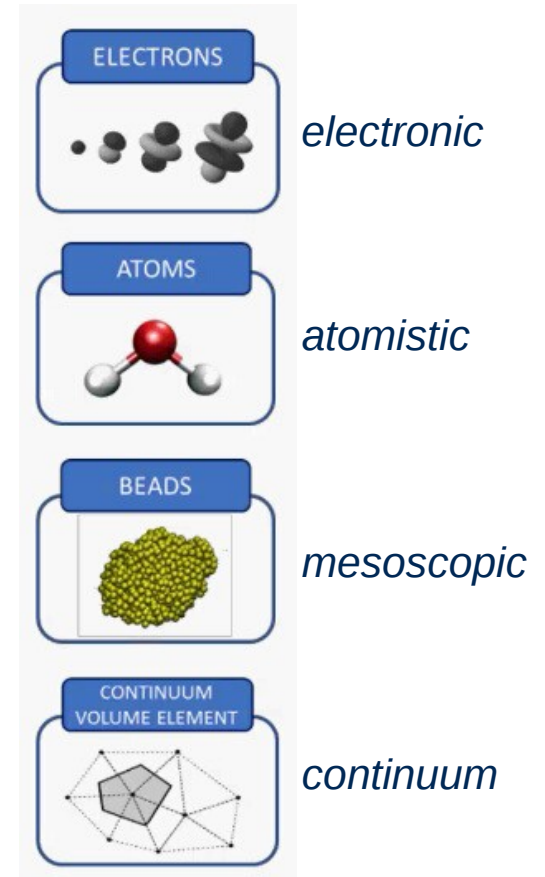 ELECTRONS
electronic
ATOMS
atomistic
BEADS
mesoscopic
CONTINUUM
VOLUME ELEMENT
continuum